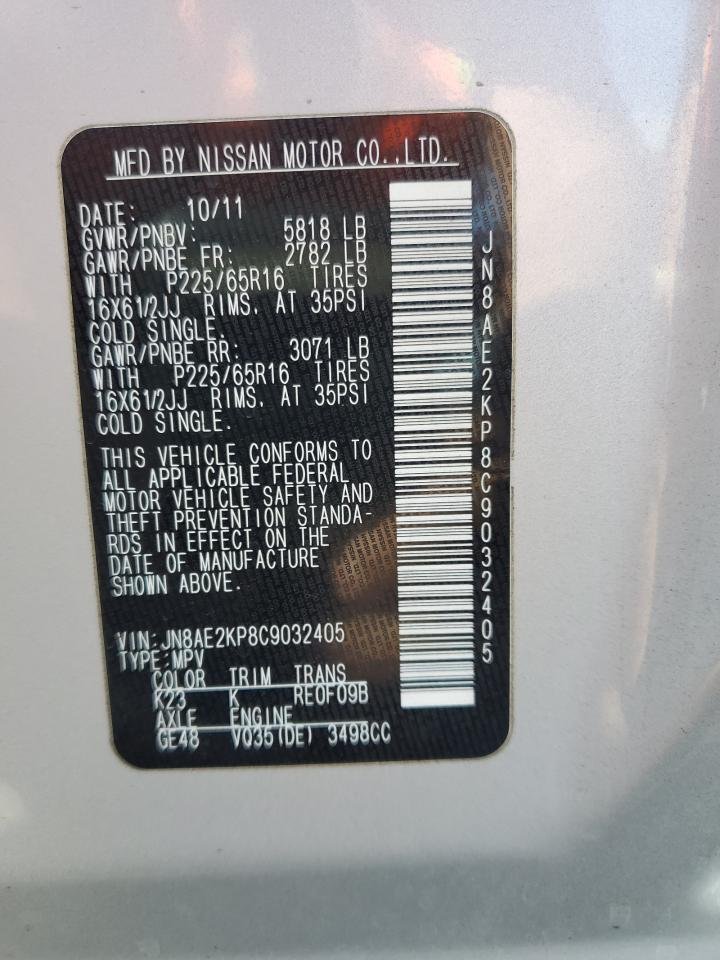 MFD BY NISSAN MOTOR CO.,LTD.
DATE: 10/11
GVWR/PNBV: 5818 LB
GAWR/PNBE FR: 2782 LB
WITH P225/65R16 TIRES
16X61/2JJ RIMS, AT 35PSI
COLD SINGLE.
GAWR/PNBE RR: 3071 LB
WITH P225/65R16 TIRES
16X61/2JJ RIMS, AT 35PSI
COLD SINGLE.
THIS VEHICLE CONFORMS TO
ALL APPLICABLE FEDERAL
MOTOR VEHICLE SAFETY AND
THEFT PREVENTION STANDA-
RDS IN EFFECT ON THE
DATE OF MANUFACTURE
SHOWN ABOVE.
VIN:JN8AE2KP8C9032405
TYPE:MPV
COLOR TRIM TRANS
K23 K RE0F09B
AXLE ENGINE
GE48 VQ35(DE) 3498CC
JN8AE2KP8C9032405